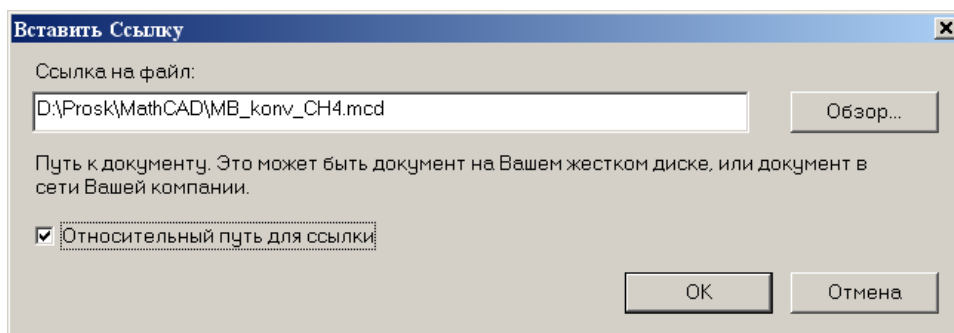 Вставить Ссылку
Ссылка на файл:
D:\Prosk\MathCAD\MB_konv_CH4.mcd
Обзор...
Путь к документу. Это может быть документ на Вашем жестком диске, или документ в
сети Вашей компании.
Относительный путь для ссылки
OK
Отмена